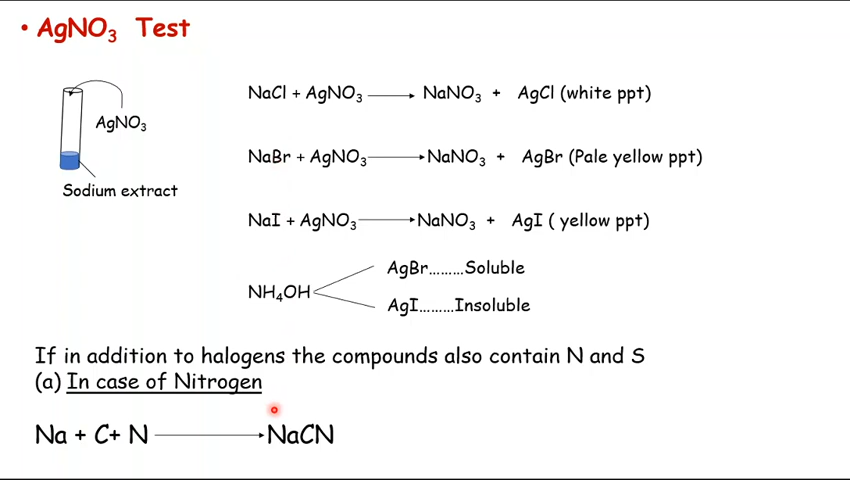 • AgNO₃ Test
NaCl + AgNO₃ → NaNO₃ + AgCl (white ppt)
AgNO₃
NaBr + AgNO₃ → NaNO₃ + AgBr (Pale yellow ppt)
Sodium extract
NaI + AgNO₃ → NaNO₃ + AgI ( yellow ppt)
AgBr.........Soluble
NH₄OH
AgI.........Insoluble
If in addition to halogens the compounds also contain N and S
(a) In case of Nitrogen
Na + C+ N → NaCN